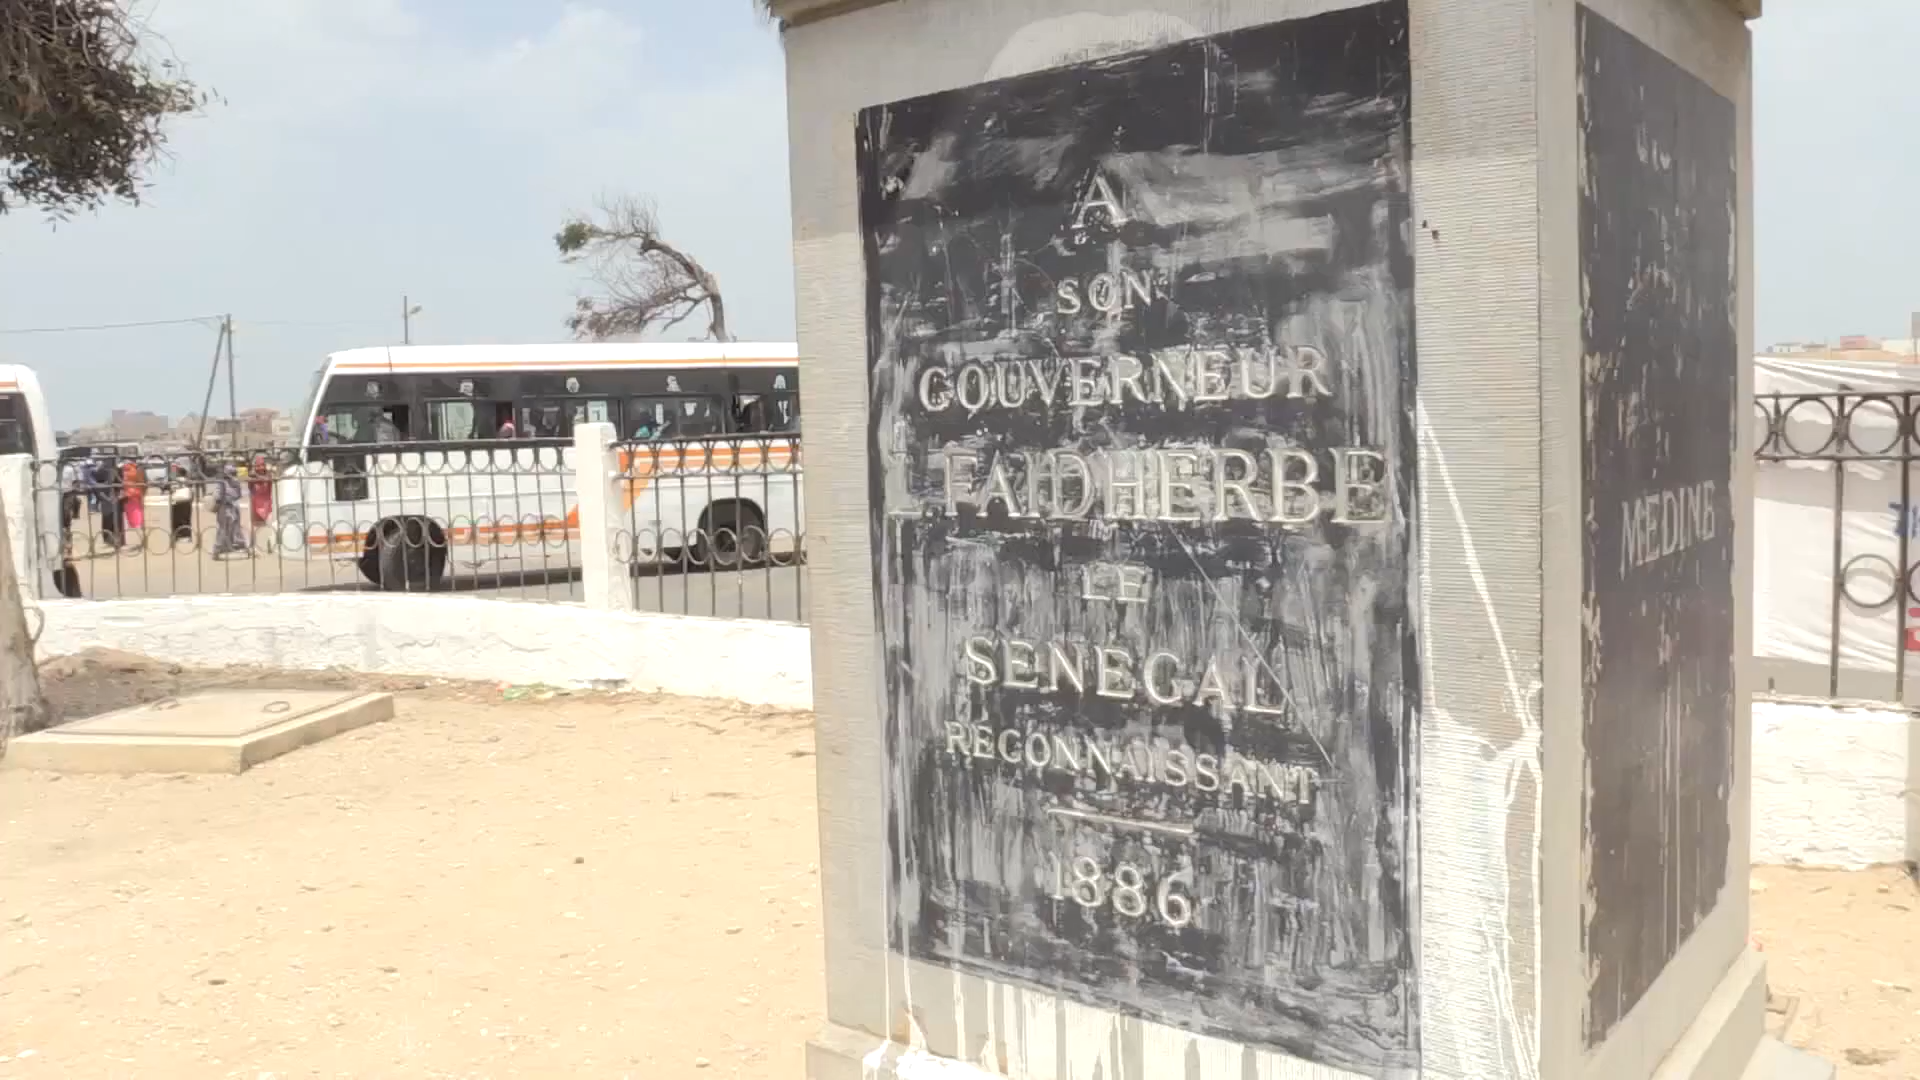 A
SON
GOUVERNEUR
L. FAIDHERBE
LE
SENEGAL
RECONNAISSANT
1886
MEDINE